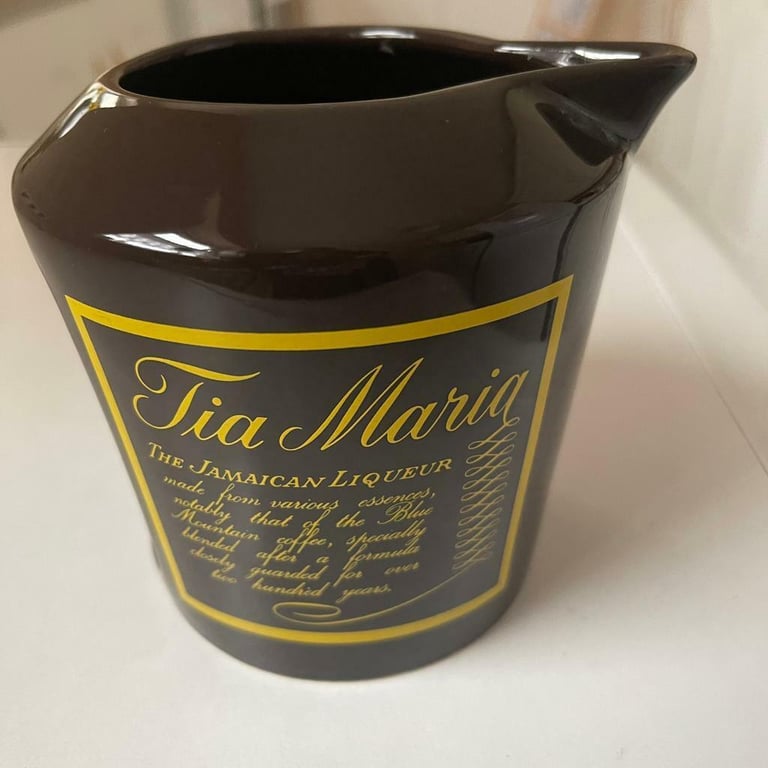 Tia Maria
THE JAMAICAN LIQUEUR
made from various essences,
notably that of the Blue
Mountain coffee, specially
blended after a formula
closely guarded for over
two hundred years.